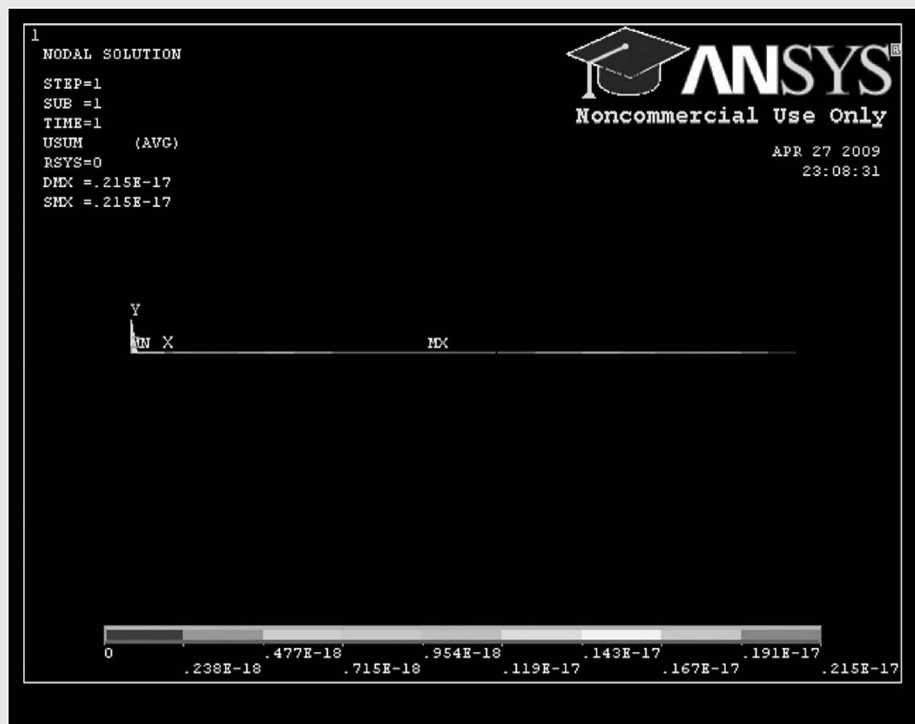 1
NODAL SOLUTION
STEP=1
SUB =1
TIME=1
USUM (AVG)
RSYS=0
DMX =.215E-17
SMX =.215E-17
ANSYS®
Noncommercial Use Only
APR 27 2009
23:08:31
Y
MN X
MX
0 .477E-18 .954E-18 .143E-17 .191E-17
.238E-18 .715E-18 .119E-17 .167E-17 .215E-17